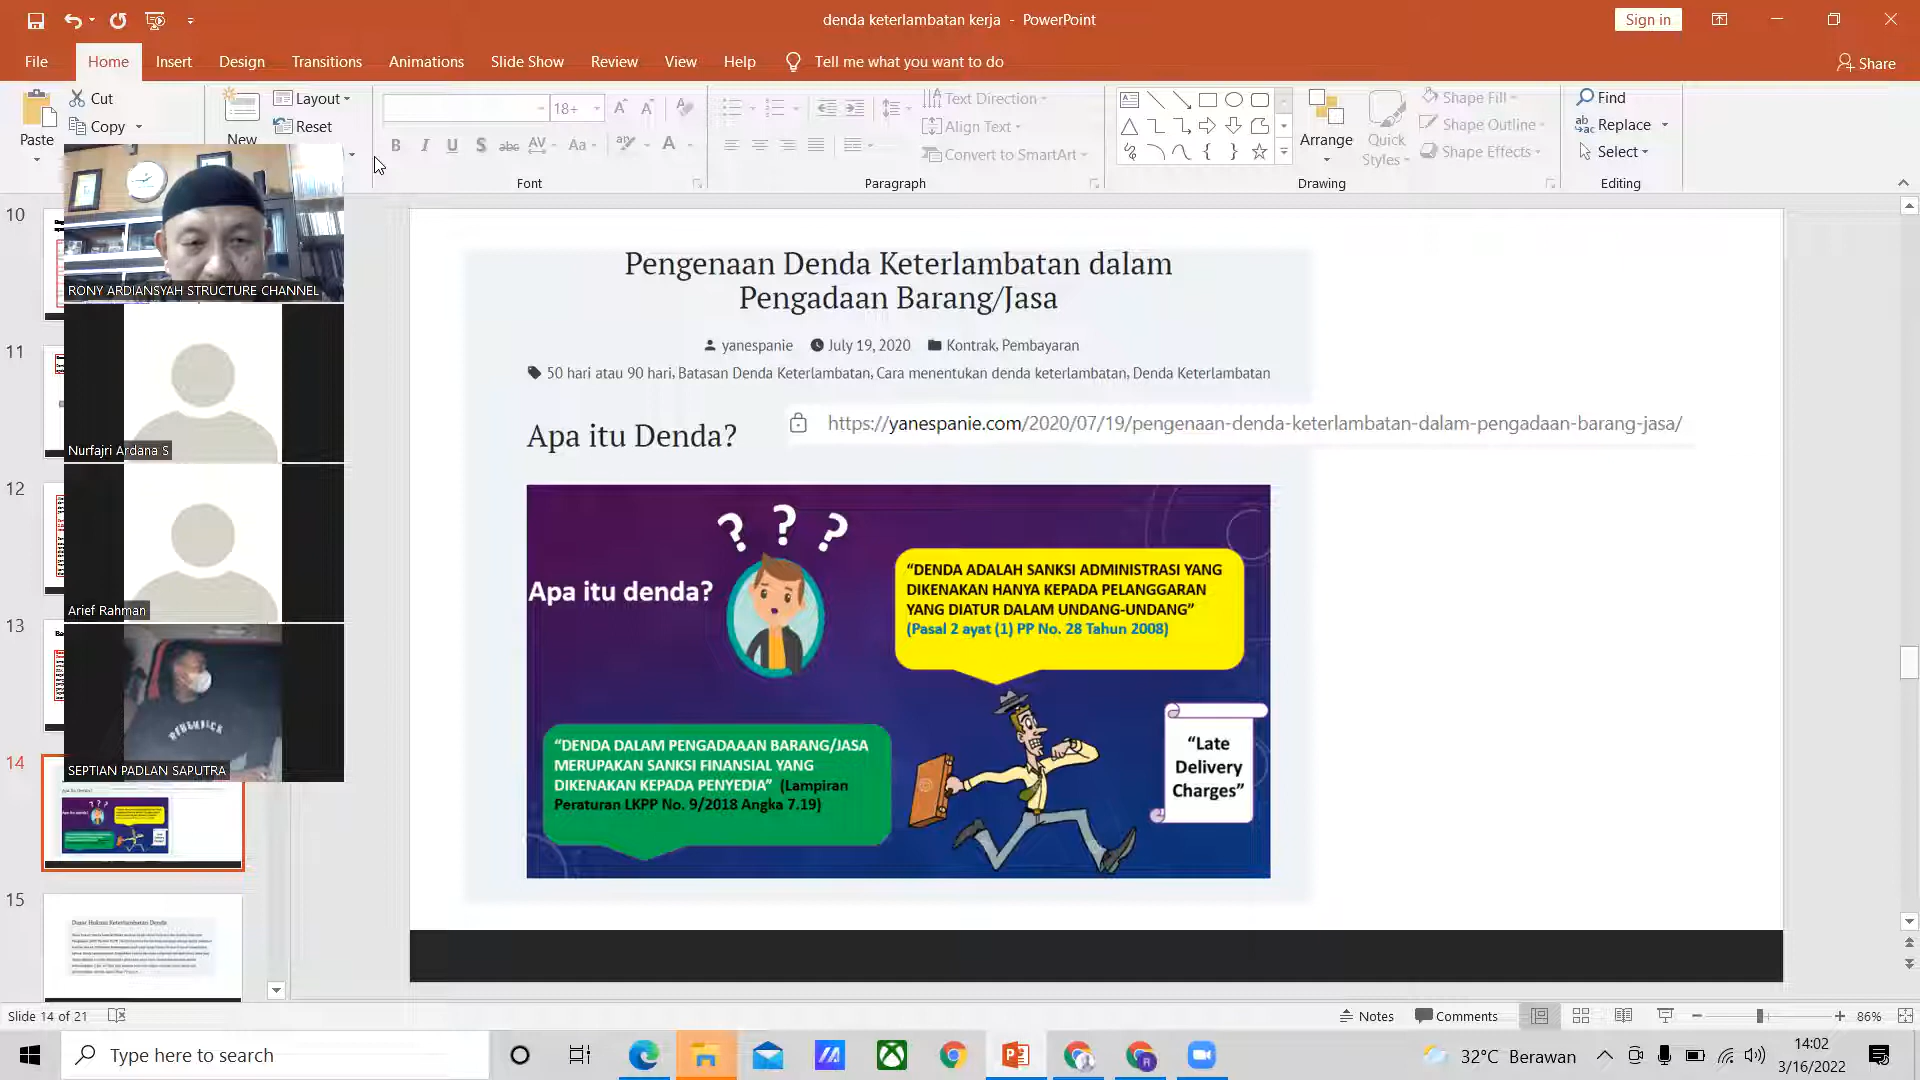 denda keterlambatan kerja - PowerPoint
Sign in
File
Home
Insert
Design
Transitions
Animations
Slide Show
Review
View
Help
Tell me what you want to do
Share
Paste
Cut
Copy
New
Layout
Reset
18+
Font
Text Direction
Align Text
Convert to SmartArt
Paragraph
Arrange
Quick
Styles
Shape Fill
Shape Outline
Shape Effects
Drawing
Find
Replace
Select
Editing
10
11
12
13
14
15
RONY ARDIANSYAH STRUCTURE CHANNEL
Nurfajri Ardana S
Arief Rahman
SEPTIAN PADLAN SAPUTRA
Pengenaan Denda Keterlambatan dalam
Pengadaan Barang/Jasa
yanespanie July 19, 2020 Kontrak, Pembayaran
50 hari atau 90 hari, Batasan Denda Keterlambatan, Cara menentukan denda keterlambatan, Denda Keterlambatan
Apa itu Denda?
https://yanespanie.com/2020/07/19/pengenaan-denda-keterlambatan-dalam-pengadaan-barang-jasa/
? ? ?
Apa itu denda?
“DENDA ADALAH SANKSI ADMINISTRASI YANG
DIKENAKAN HANYA KEPADA PELANGGARAN
YANG DIATUR DALAM UNDANG-UNDANG”
(Pasal 2 ayat (1) PP No. 28 Tahun 2008)
“DENDA DALAM PENGADAAAN BARANG/JASA
MERUPAKAN SANKSI FINANSIAL YANG
DIKENAKAN KEPADA PENYEDIA” (Lampiran
Peraturan LKPP No. 9/2018 Angka 7.19)
“Late
Delivery
Charges”
Dasar Hukum Keterlambatan Denda
Slide 14 of 21
Notes
Comments
86%
Type here to search
32°C Berawan
14:02
3/16/2022